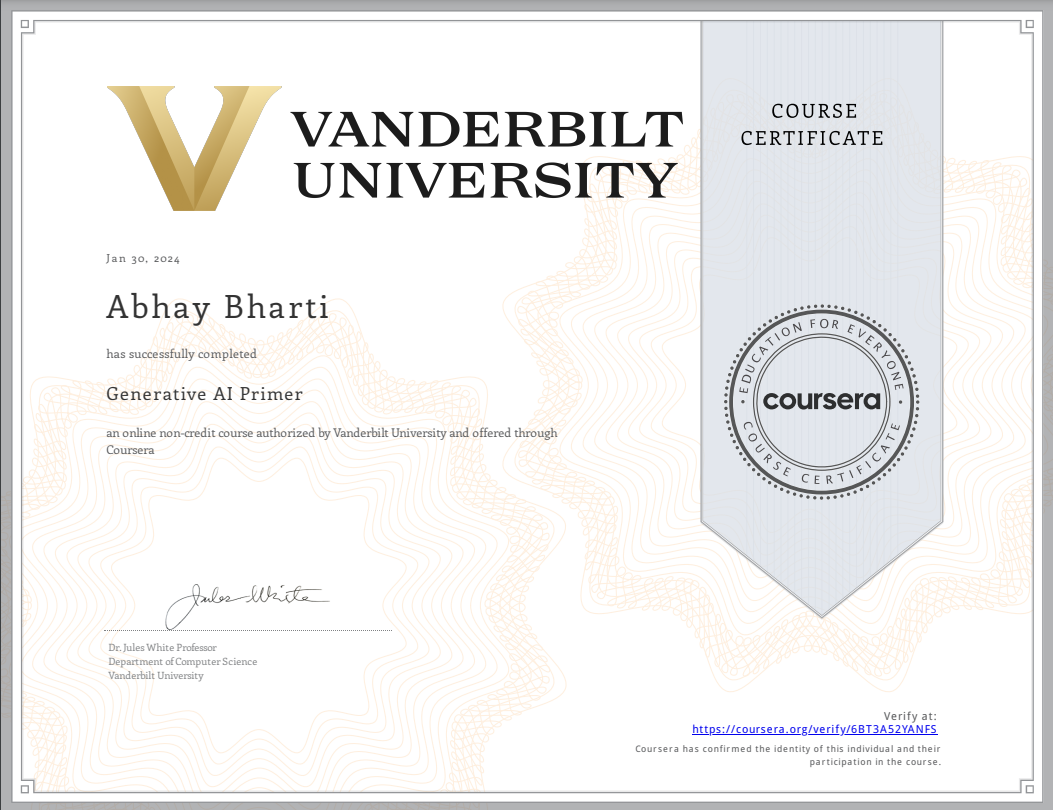 VANDERBILT
UNIVERSITY
COURSE
CERTIFICATE
Jan 30, 2024
Abhay Bharti
has successfully completed
Generative AI Primer
an online non-credit course authorized by Vanderbilt University and offered through
Coursera
EDUCATION FOR EVERYONE
coursera
COURSE CERTIFICATE
Jules White
Dr. Jules White Professor
Department of Computer Science
Vanderbilt University
Verify at:
https://coursera.org/verify/6BT3A52YANFS
Coursera has confirmed the identity of this individual and their
participation in the course.